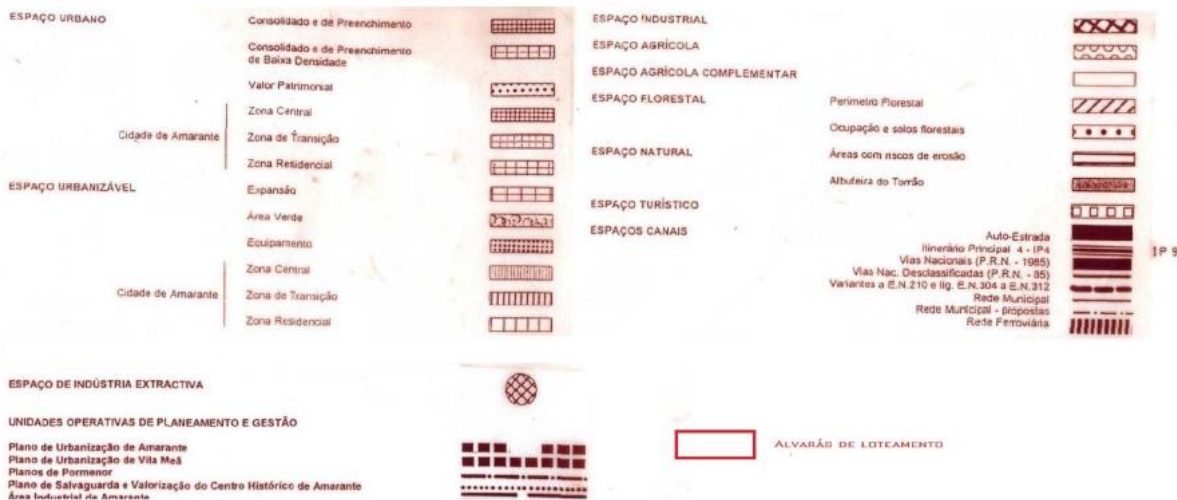 ESPAÇO URBANO
Consolidado e de Preenchimento
Consolidado e de Preenchimento
de Baixa Densidade
Valor Patrimonial
Cidade de Amarante
Zona Central
Zona de Transição
Zona Residencial
ESPAÇO URBANIZÁVEL
Expansão
Área Verde
Equipamento
Cidade de Amarante
Zona Central
Zona de Transição
Zona Residencial
ESPAÇO INDUSTRIAL
ESPAÇO AGRÍCOLA
ESPAÇO AGRÍCOLA COMPLEMENTAR
ESPAÇO FLORESTAL
Perimetro Florestal
Ocupação e solos florestais
ESPAÇO NATURAL
Áreas com riscos de erosão
Albufeira do Torrão
ESPAÇO TURÍSTICO
ESPAÇOS CANAIS
Auto-Estrada
Itinerário Principal 4 - IP4
IP 9
Vias Nacionais (P.R.N. - 1985)
Vias Nac. Desclassificadas (P.R.N. - 85)
Variantes a E.N.210 e lig. E.N.304 a E.N.312
Rede Municipal
Rede Municipal - propostas
Rede Ferroviária
ESPAÇO DE INDÚSTRIA EXTRACTIVA
UNIDADES OPERATIVAS DE PLANEAMENTO E GESTÃO
Plano de Urbanização de Amarante
Plano de Urbanização de Vila Meã
Planos de Pormenor
Plano de Salvaguarda e Valorização do Centro Histórico de Amarante
Área Industrial de Amarante
ALVARÁS DE LOTEAMENTO